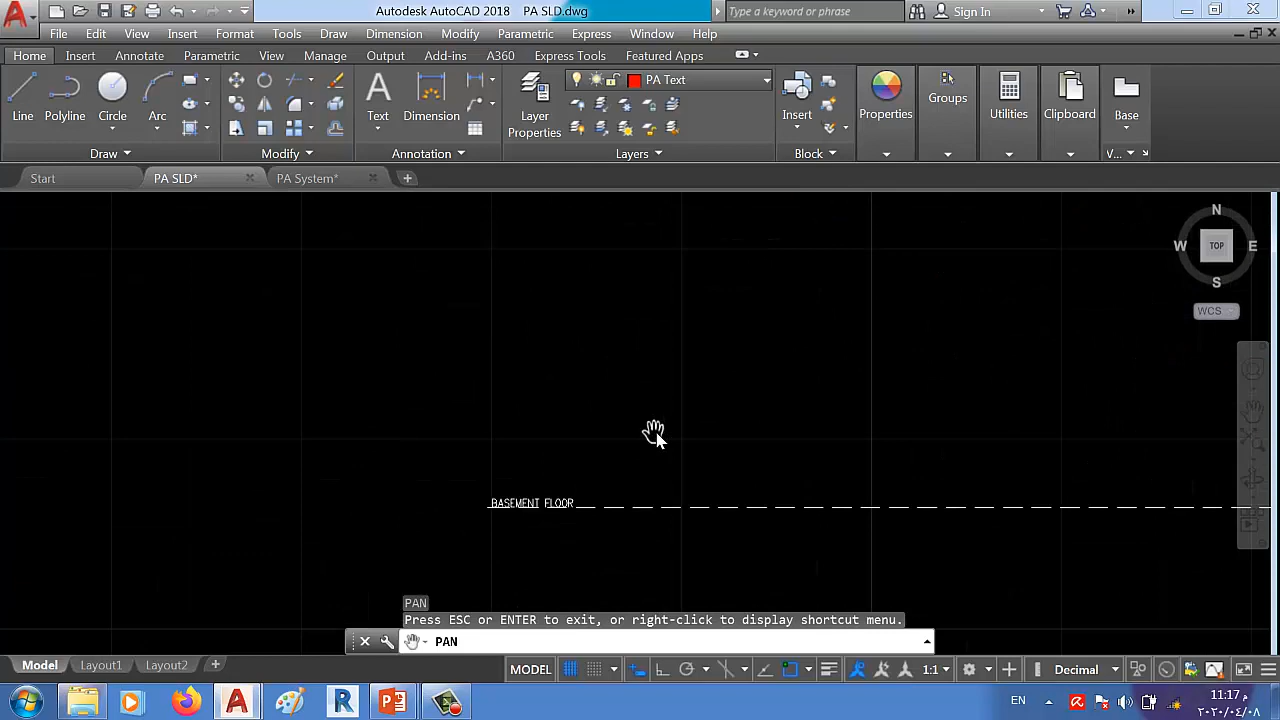 Autodesk AutoCAD 2018 PA SLD.dwg
Type a keyword or phrase
Sign In
File Edit View Insert Format Tools Draw Dimension Modify Parametric Express Window Help
Home Insert Annotate Parametric View Manage Output Add-ins A360 Express Tools Featured Apps
PA Text
Line Polyline Circle Arc
Text Dimension
Layer
Properties
Insert
Properties
Groups
Utilities
Clipboard
Base
Draw Modify Annotation Layers Block V...
Start PA SLD* PA System*
N
W TOP E
S
WCS
BASEMENT FLOOR
PAN
Press ESC or ENTER to exit, or right-click to display shortcut menu.
PAN
Model Layout1 Layout2
MODEL 1:1 Decimal
EN
11:17 م
٢٠٢٠/٠٤/٠٨